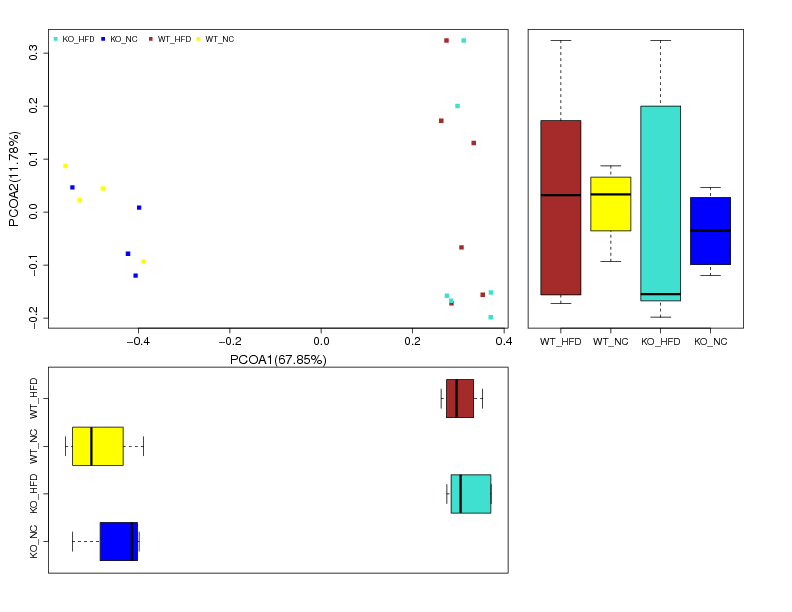 KO_HFD KO_NC WT_HFD WT_NC
PCOA2(11.78%)
0.3
0.2
0.1
0.0
−0.1
−0.2
−0.4 −0.2 0.0 0.2 0.4
PCOA1(67.85%)
WT_HFD WT_NC KO_HFD KO_NC
WT_HFD
WT_NC
KO_HFD
KO_NC